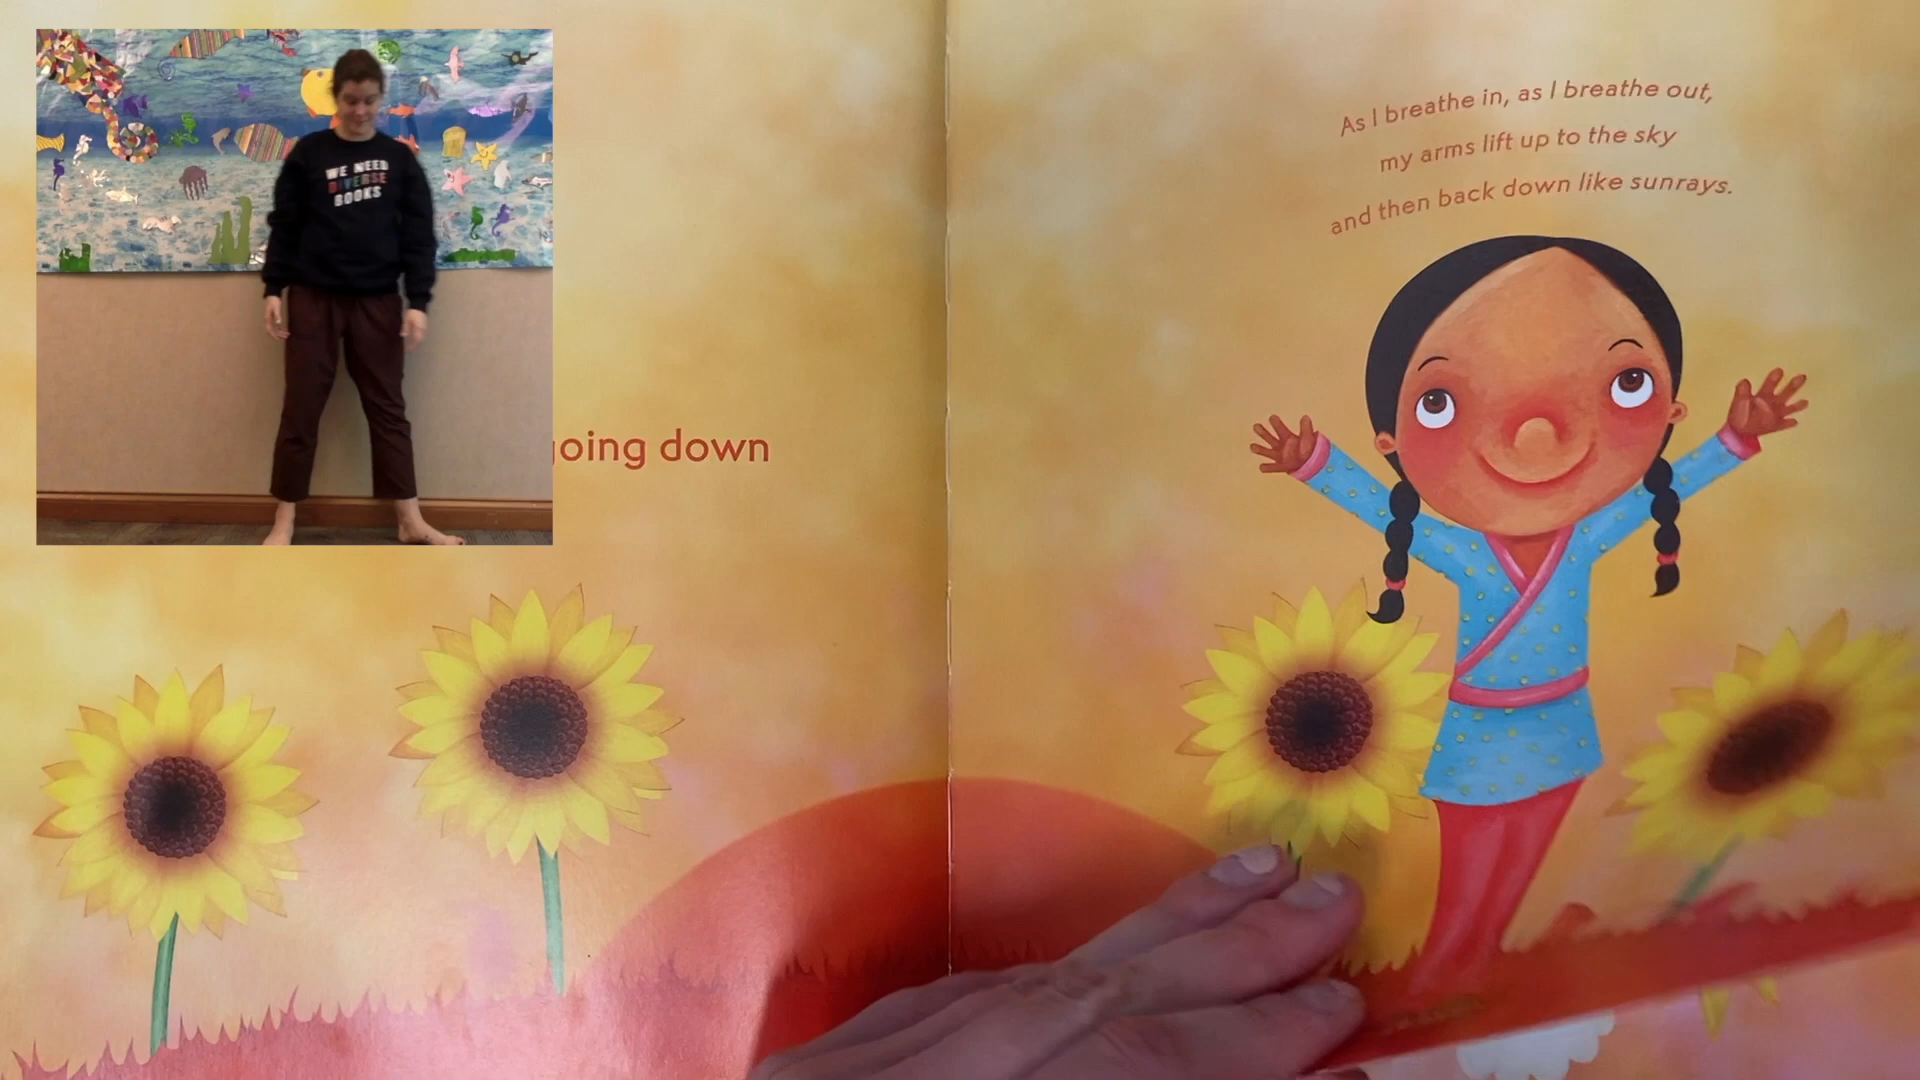 WE NEED
DIVERSE
BOOKS
going down
As I breathe in, as I breathe out,
my arms lift up to the sky
and then back down like sunrays.